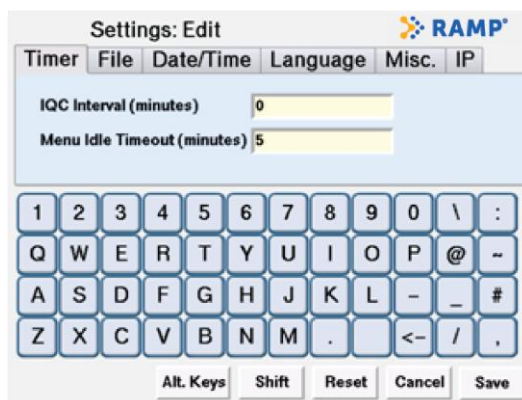 Settings: Edit RAMP®
Timer File Date/Time Language Misc. IP
IQC Interval (minutes) 0
Menu Idle Timeout (minutes) 5
1 2 3 4 5 6 7 8 9 0 \ :
Q W E R T Y U I O P @ ~
A S D F G H J K L - _ #
Z X C V B N M . <- / ,
Alt. Keys Shift Reset Cancel Save